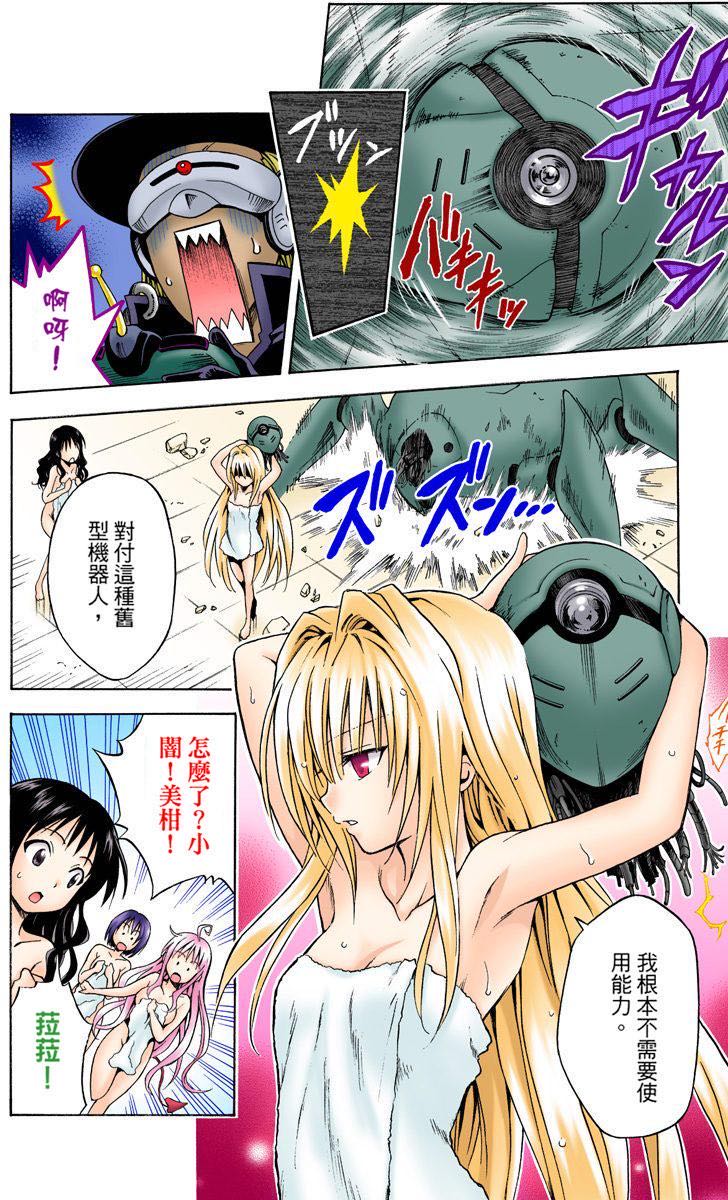 ギャルルン
バキキッ
ブツン
啊呀！
ズズーン…
對付這種舊
型機器人，
我根本不需要使
用能力。
怎麼了？小
闇！美柑！
菈菈！